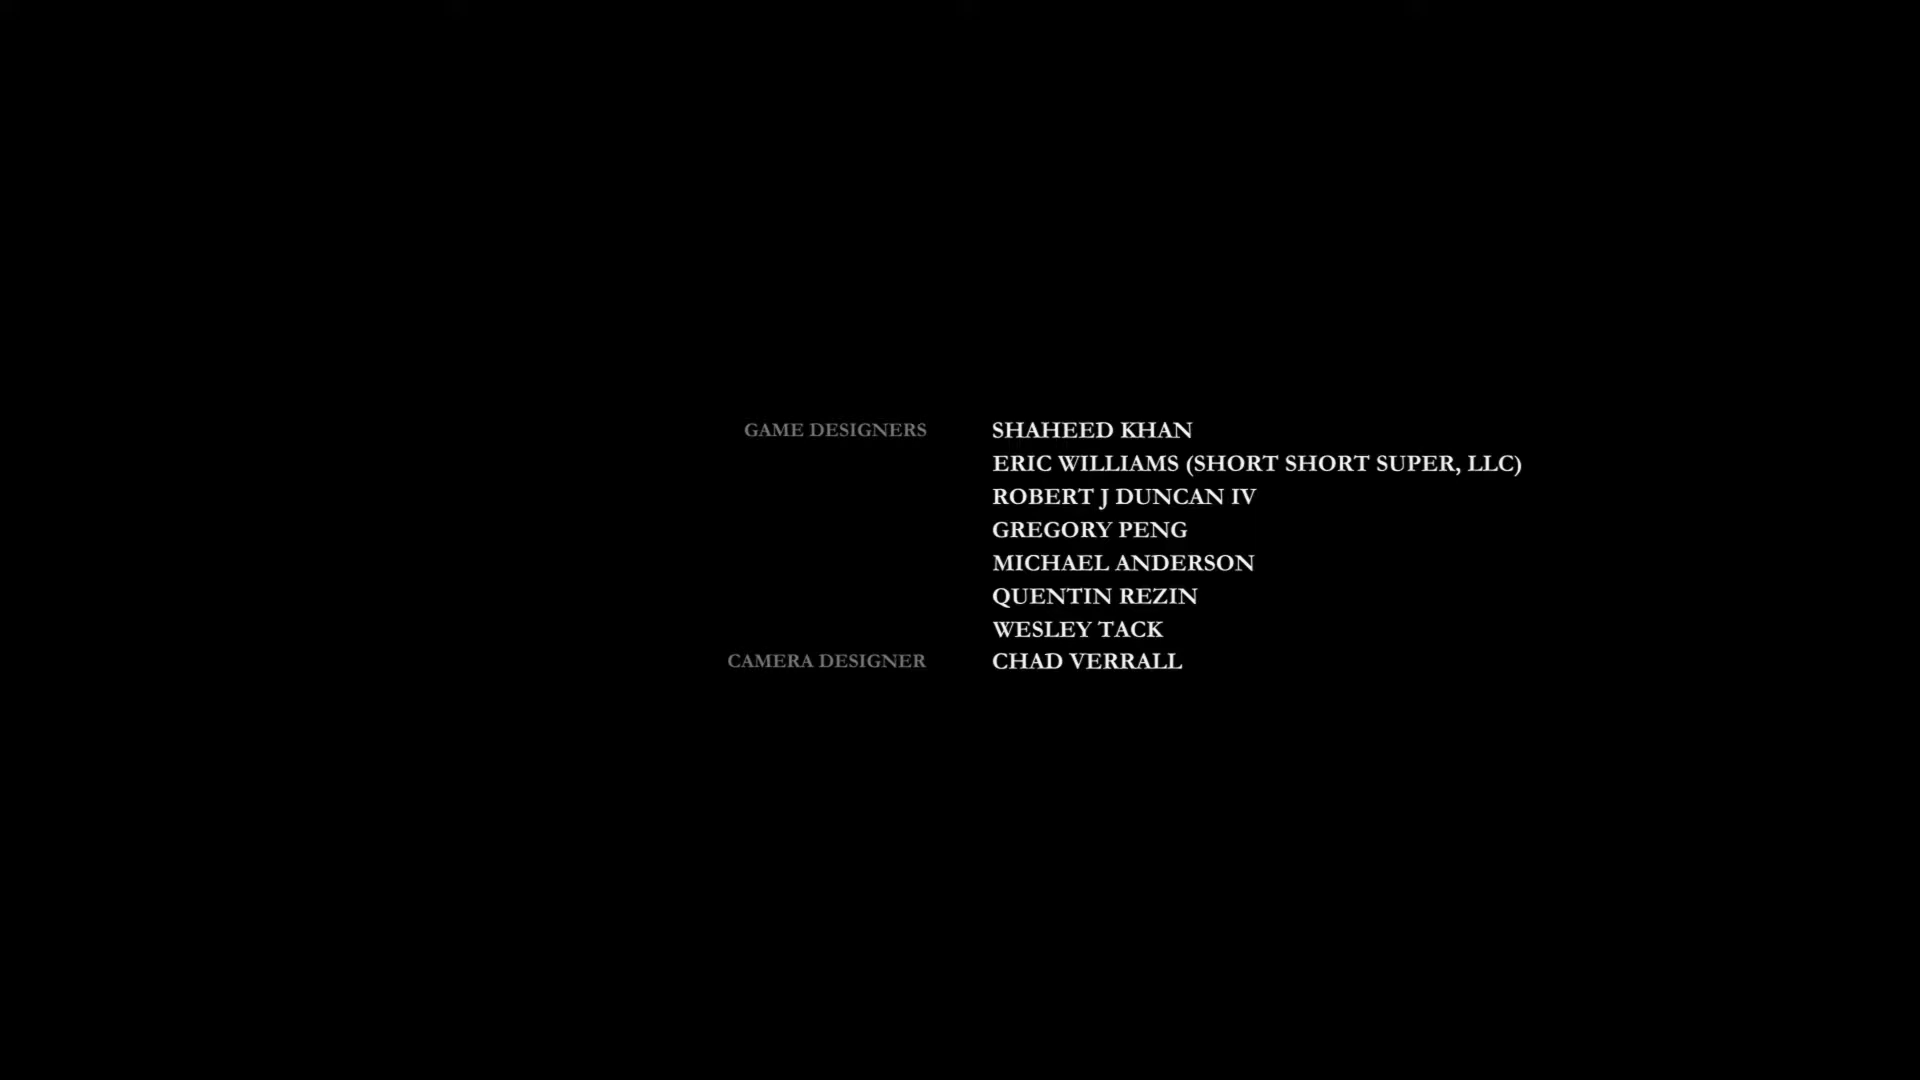 GAME DESIGNERS SHAHEED KHAN
ERIC WILLIAMS (SHORT SHORT SUPER, LLC)
ROBERT J DUNCAN IV
GREGORY PENG
MICHAEL ANDERSON
QUENTIN REZIN
WESLEY TACK
CAMERA DESIGNER CHAD VERRALL